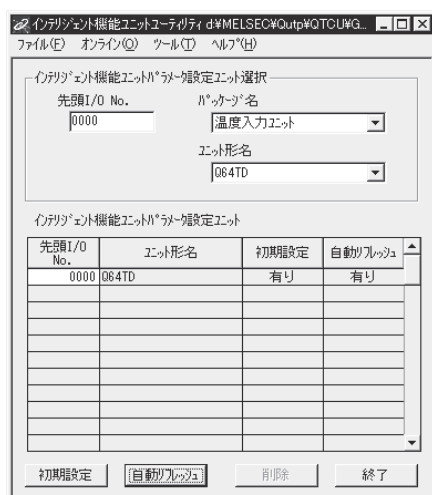 インテリジェント機能ユニットユーティリティ d¥MELSEC¥Qutp¥QTCU¥G...
ファイル(F) オンライン(O) ツール(T) ヘルプ(H)
インテリジェント機能ユニットパラメータ設定ユニット選択
先頭I/O No. パッケージ名
0000 温度入力ユニット
ユニット形名
Q64TD
インテリジェント機能ユニットパラメータ設定ユニット
先頭I/O No. ユニット形名 初期設定 自動リフレッシュ
0000 Q64TD 有り 有り
初期設定 自動リフレッシュ 削除 終了